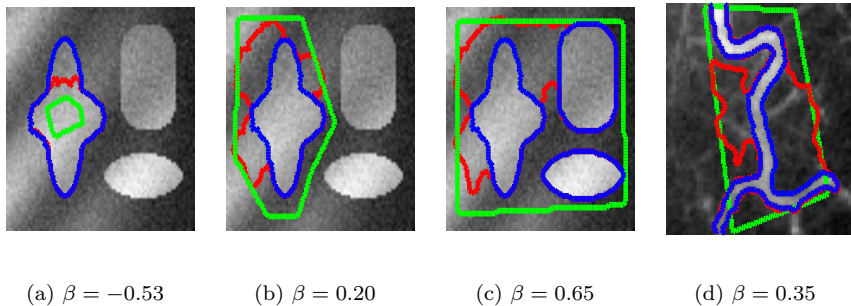 (a) β = −0.53
(b) β = 0.20
(c) β = 0.65
(d) β = 0.35